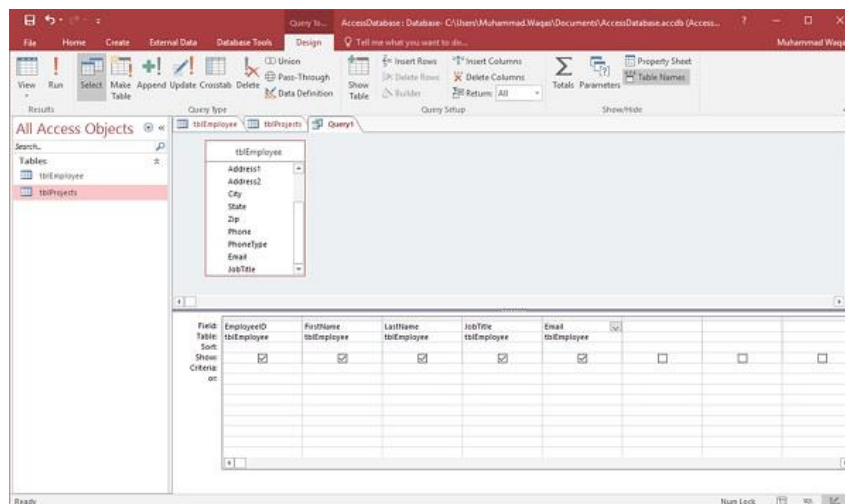 Query To... AccessDatabase : Database- C:\Users\Muhammad.Waqas\Documents\AccessDatabase.accdb (Access... ?
File Home Create External Data Database Tools Design Tell me what you want to do... Muhammad Waqas
View Run Select Make Table Append Update Crosstab Delete
Union
Pass-Through
Data Definition
Show Table
Insert Rows
Delete Rows
Builder
Insert Columns
Delete Columns
Return: All
Totals Parameters
Property Sheet
Table Names
Results Query Type Query Setup Show/Hide
All Access Objects
Search...
Tables
tblEmployee
tblProjects
tblEmployee tblProjects Query1
tblEmployee
Address1
Address2
City
State
Zip
Phone
PhoneType
Email
JobTitle
Field: EmployeeID FirstName LastName JobTitle Email
Table: tblEmployee tblEmployee tblEmployee tblEmployee tblEmployee
Sort:
Show:
Criteria:
or:
Ready Num Lock SQL